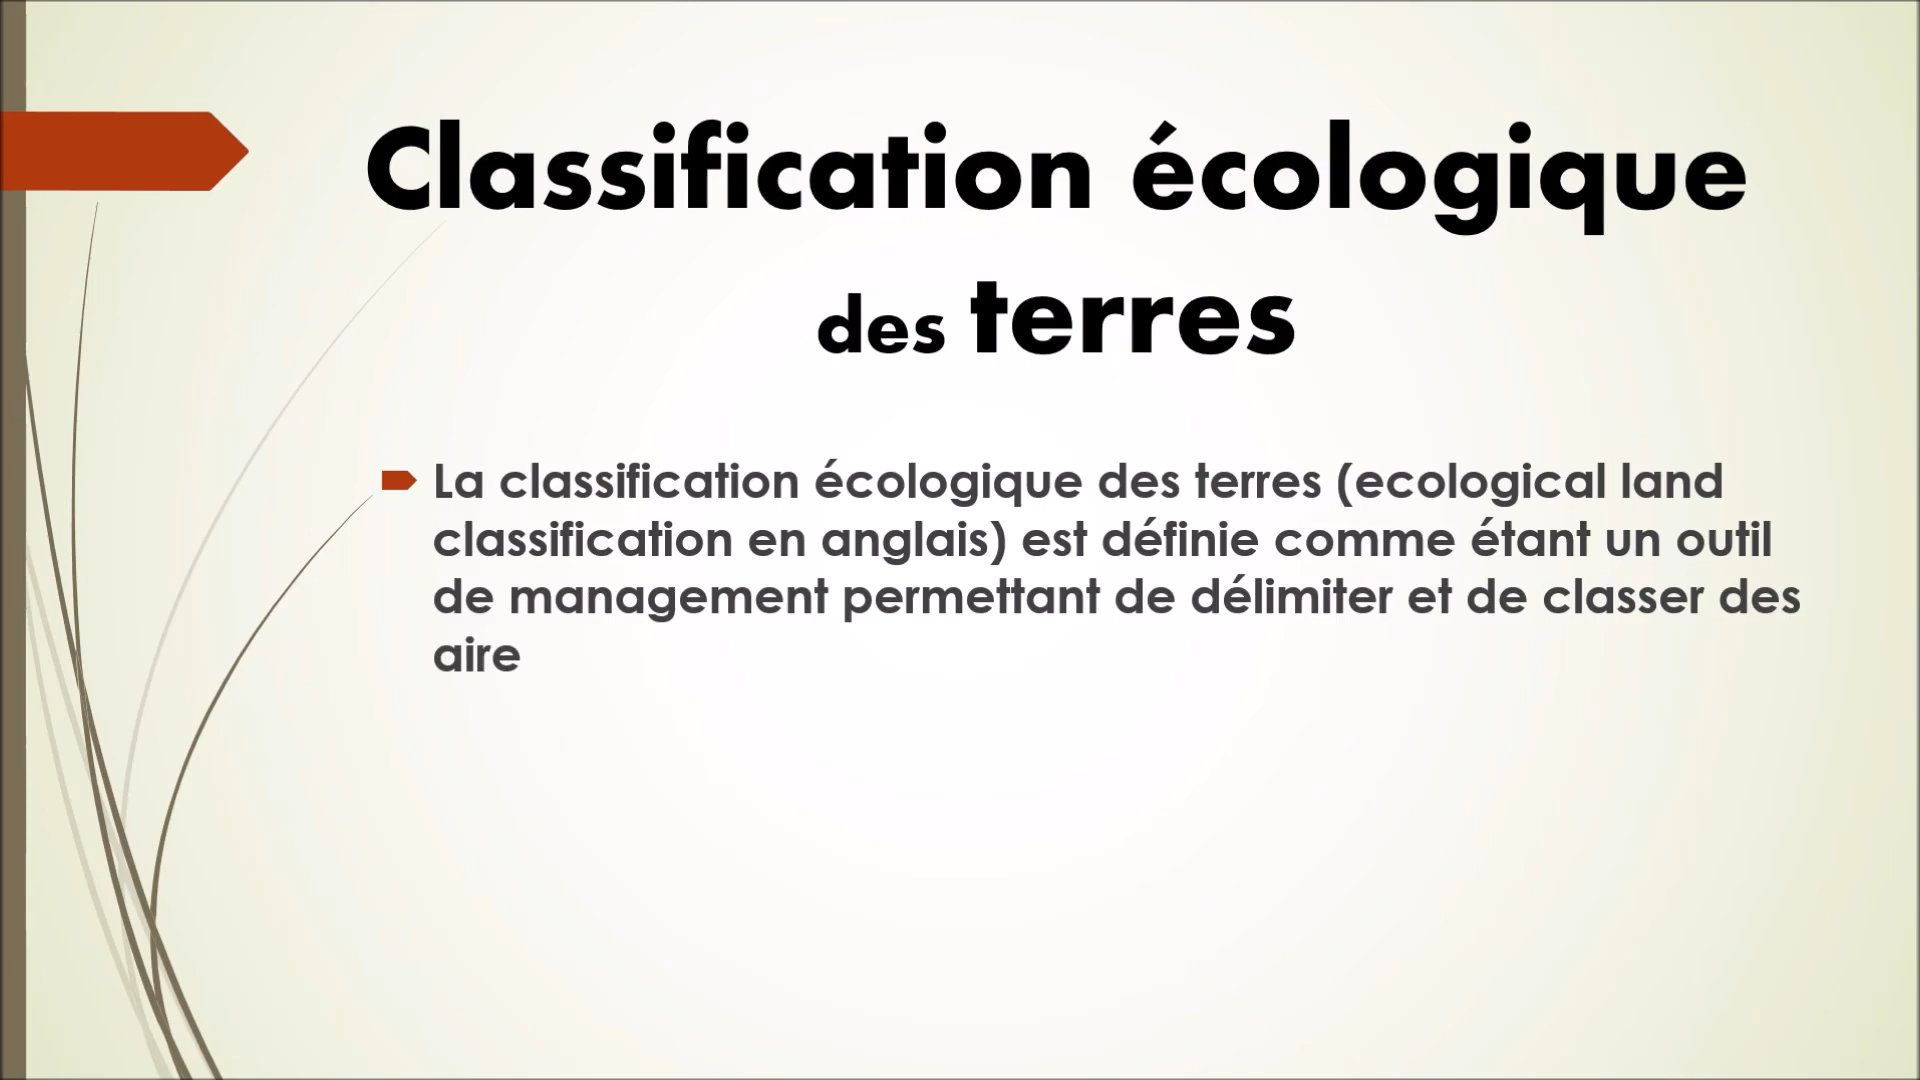 Classification écologique
des terres
La classification écologique des terres (ecological land
classification en anglais) est définie comme étant un outil
de management permettant de délimiter et de classer des
aire